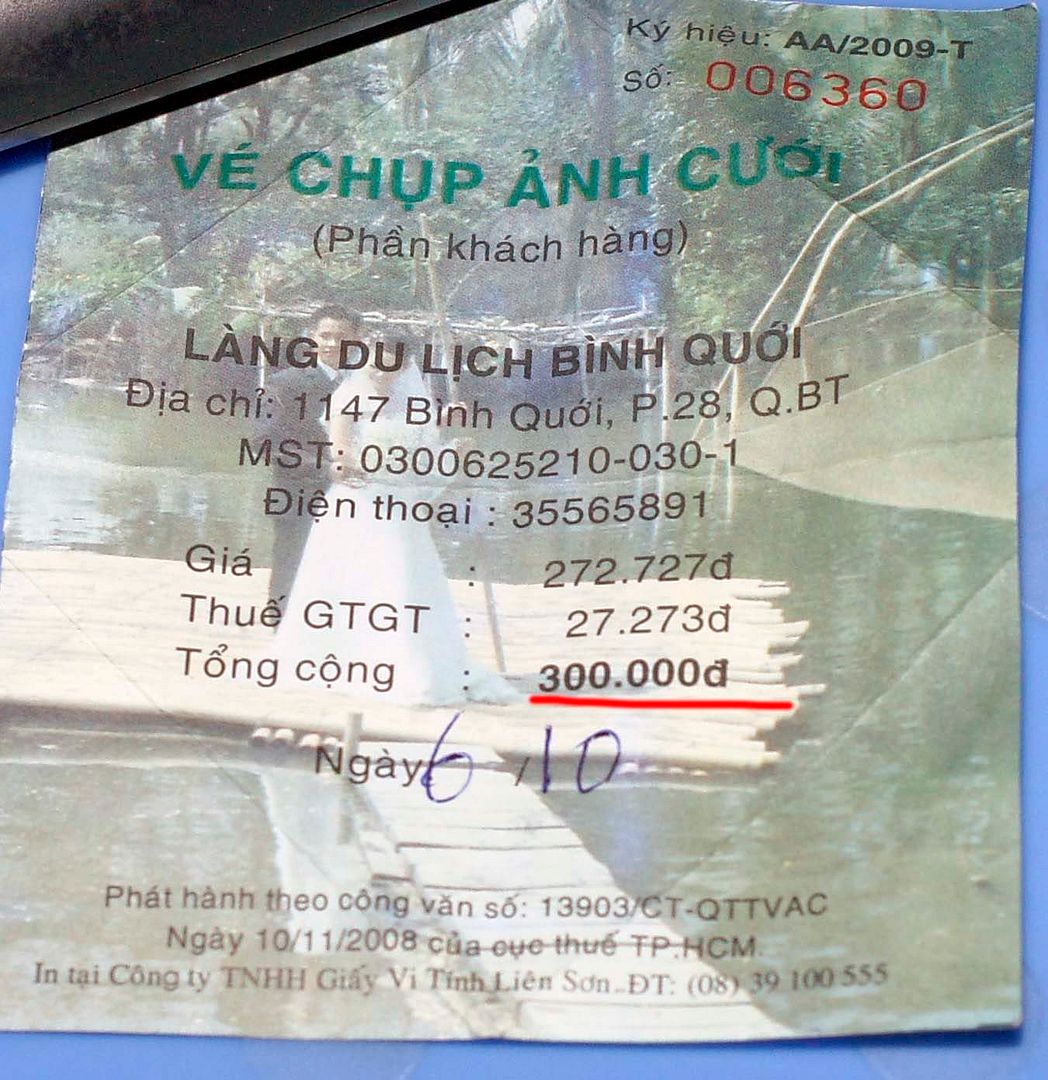 Ký hiệu: AA/2009-T
Số: 006360
VÉ CHỤP ẢNH CƯỚI
(Phần khách hàng)
LÀNG DU LỊCH BÌNH QUỚI
Địa chỉ: 1147 Bình Quới, P.28, Q.BT
MST: 0300625210-030-1
Điện thoại : 35565891
Giá : 272.727đ
Thuế GTGT : 27.273đ
Tổng cộng : 300.000đ
Ngày 6/10
Phát hành theo công văn số: 13903/CT-QTTVAC
Ngày 10/11/2008 của cục thuế TP.HCM.
In tại Công ty TNHH Giấy Vi Tính Liên Sơn. ĐT: (08) 39 100 555